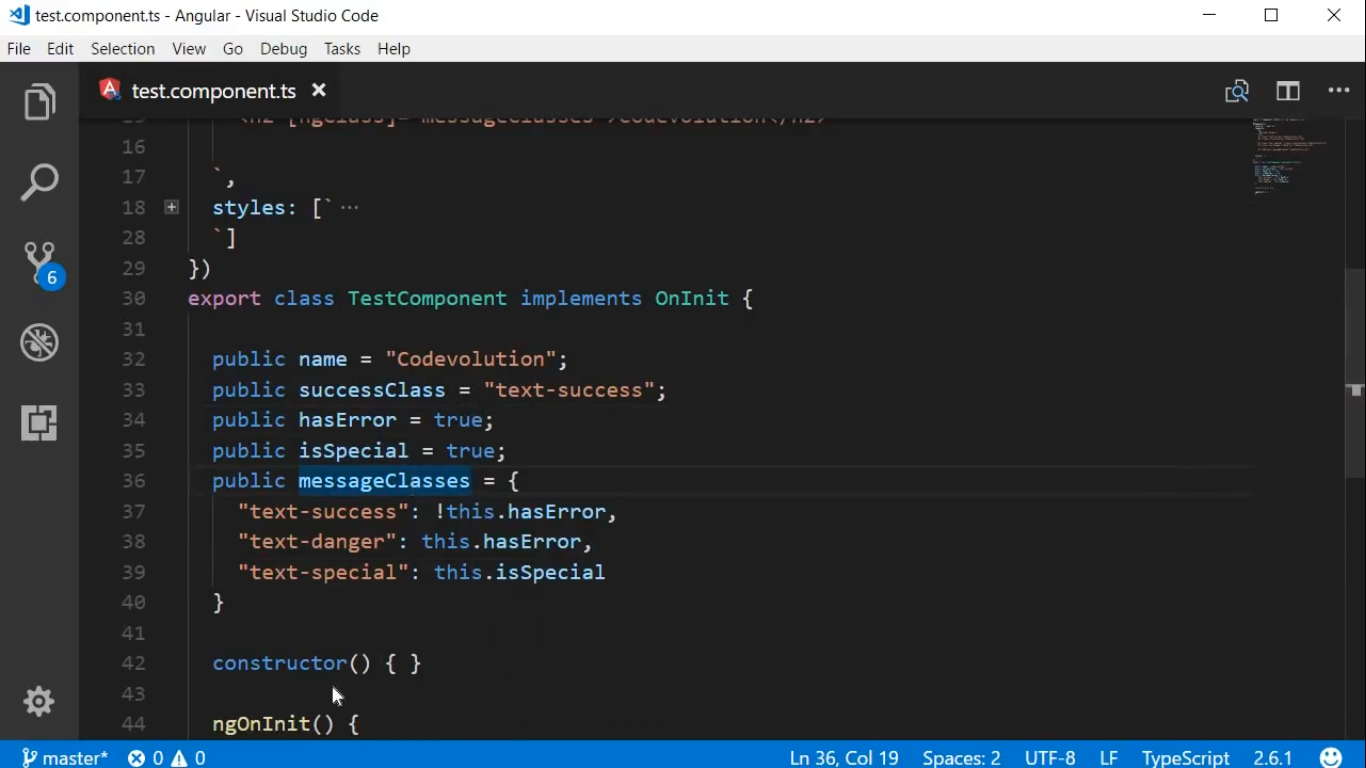 test.component.ts - Angular - Visual Studio Code
File Edit Selection View Go Debug Tasks Help
test.component.ts
16
17 `,
18 styles: [` ···
28 `]
29 })
30 export class TestComponent implements OnInit {
31
32 public name = "Codevolution";
33 public successClass = "text-success";
34 public hasError = true;
35 public isSpecial = true;
36 public messageClasses = {
37 "text-success": !this.hasError,
38 "text-danger": this.hasError,
39 "text-special": this.isSpecial
40 }
41
42 constructor() { }
43
44 ngOnInit() {
6
master* 0 0 Ln 36, Col 19 Spaces: 2 UTF-8 LF TypeScript 2.6.1